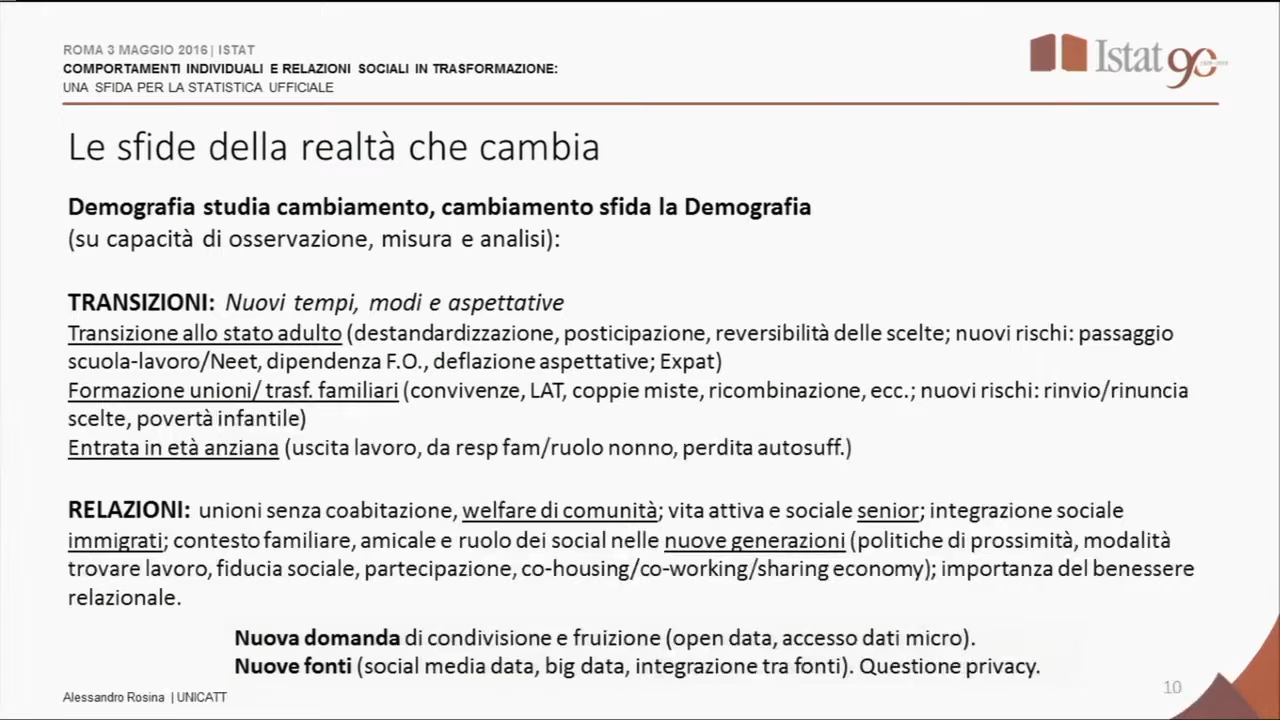 ROMA 3 MAGGIO 2016| ISTAT
COMPORTAMENTI INDIVIDUALI E RELAZIONI SOCIALI IN TRASFORMAZIONE:
UNA SFIDA PER LA STATISTICA UFFICIALE
Istat 90
Le sfide della realtà che cambia
Demografia studia cambiamento, cambiamento sfida la Demografia
(su capacità di osservazione, misura e analisi):
TRANSIZIONI: Nuovi tempi, modi e aspettative
Transizione allo stato adulto (destandardizzazione, posticipazione, reversibilità delle scelte; nuovi rischi: passaggio
scuola-lavoro/Neet, dipendenza F.O., deflazione aspettative; Expat)
Formazione unioni/ trasf. familiari (convivenze, LAT, coppie miste, ricombinazione, ecc.; nuovi rischi: rinvio/rinuncia
scelte, povertà infantile)
Entrata in età anziana (uscita lavoro, da resp fam/ruolo nonno, perdita autosuff.)
RELAZIONI: unioni senza coabitazione, welfare di comunità; vita attiva e sociale senior; integrazione sociale
immigrati; contesto familiare, amicale e ruolo dei social nelle nuove generazioni (politiche di prossimità, modalità
trovare lavoro, fiducia sociale, partecipazione, co-housing/co-working/sharing economy); importanza del benessere
relazionale.
Nuova domanda di condivisione e fruizione (open data, accesso dati micro).
Nuove fonti (social media data, big data, integrazione tra fonti). Questione privacy.
Alessandro Rosina | UNICATT
10